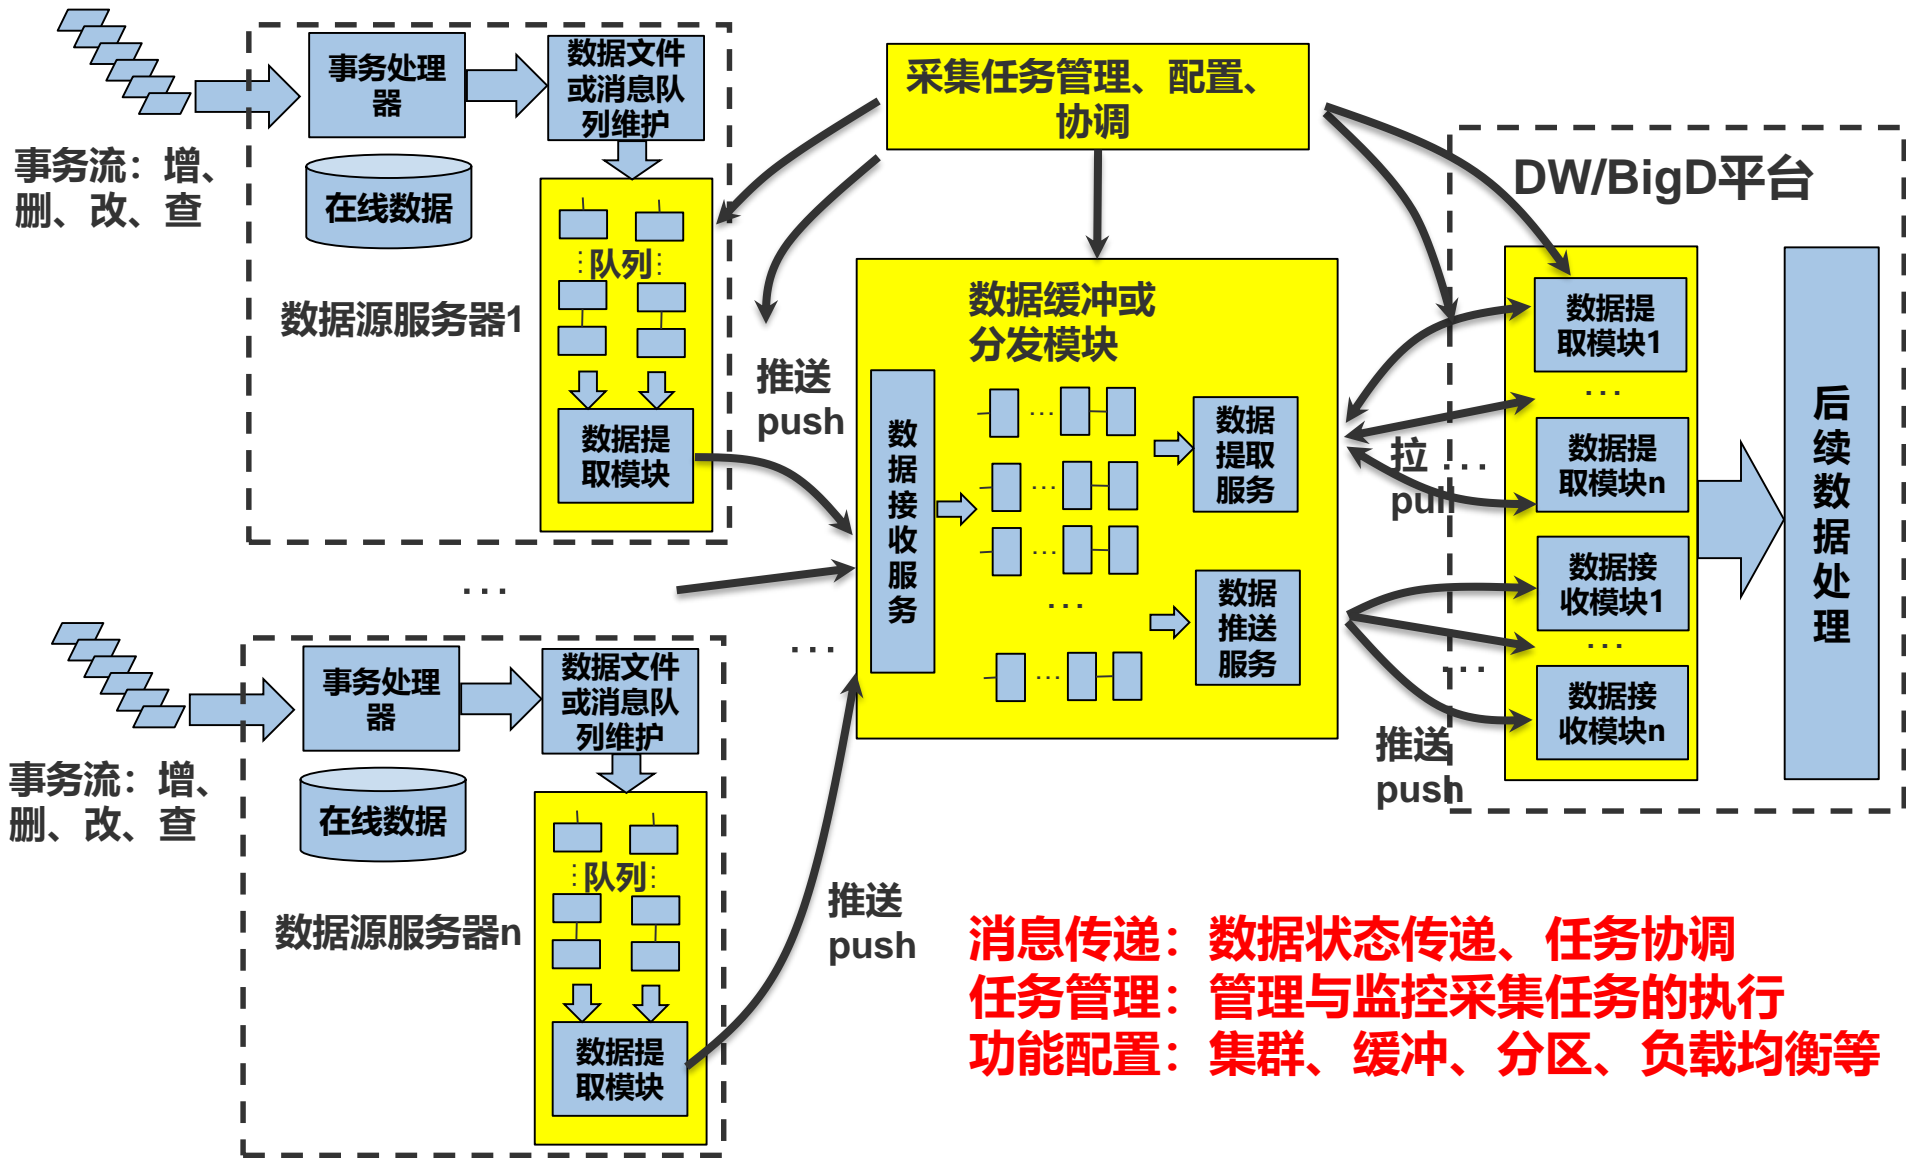 事务处理
器
数据文件
或消息队
列维护
事务流：增、
删、改、查
在线数据
⋮队列⋮
数据源服务器1
数据提
取模块
...
采集任务管理、配置、
协调
推送
push
数据缓冲或
分发模块
数据接收服务
...
...
...
...
...
数据
提取
服务
数据
推送
服务
...
拉 ...
pull
...
推送
push
DW/BigD平台
数据提
取模块1
...
数据提
取模块n
数据接
收模块1
...
数据接
收模块n
后续数据处理
事务处理
器
数据文件
或消息队
列维护
事务流：增、
删、改、查
在线数据
⋮队列⋮
数据源服务器n
数据提
取模块
推送
push
消息传递：数据状态传递、任务协调
任务管理：管理与监控采集任务的执行
功能配置：集群、缓冲、分区、负载均衡等